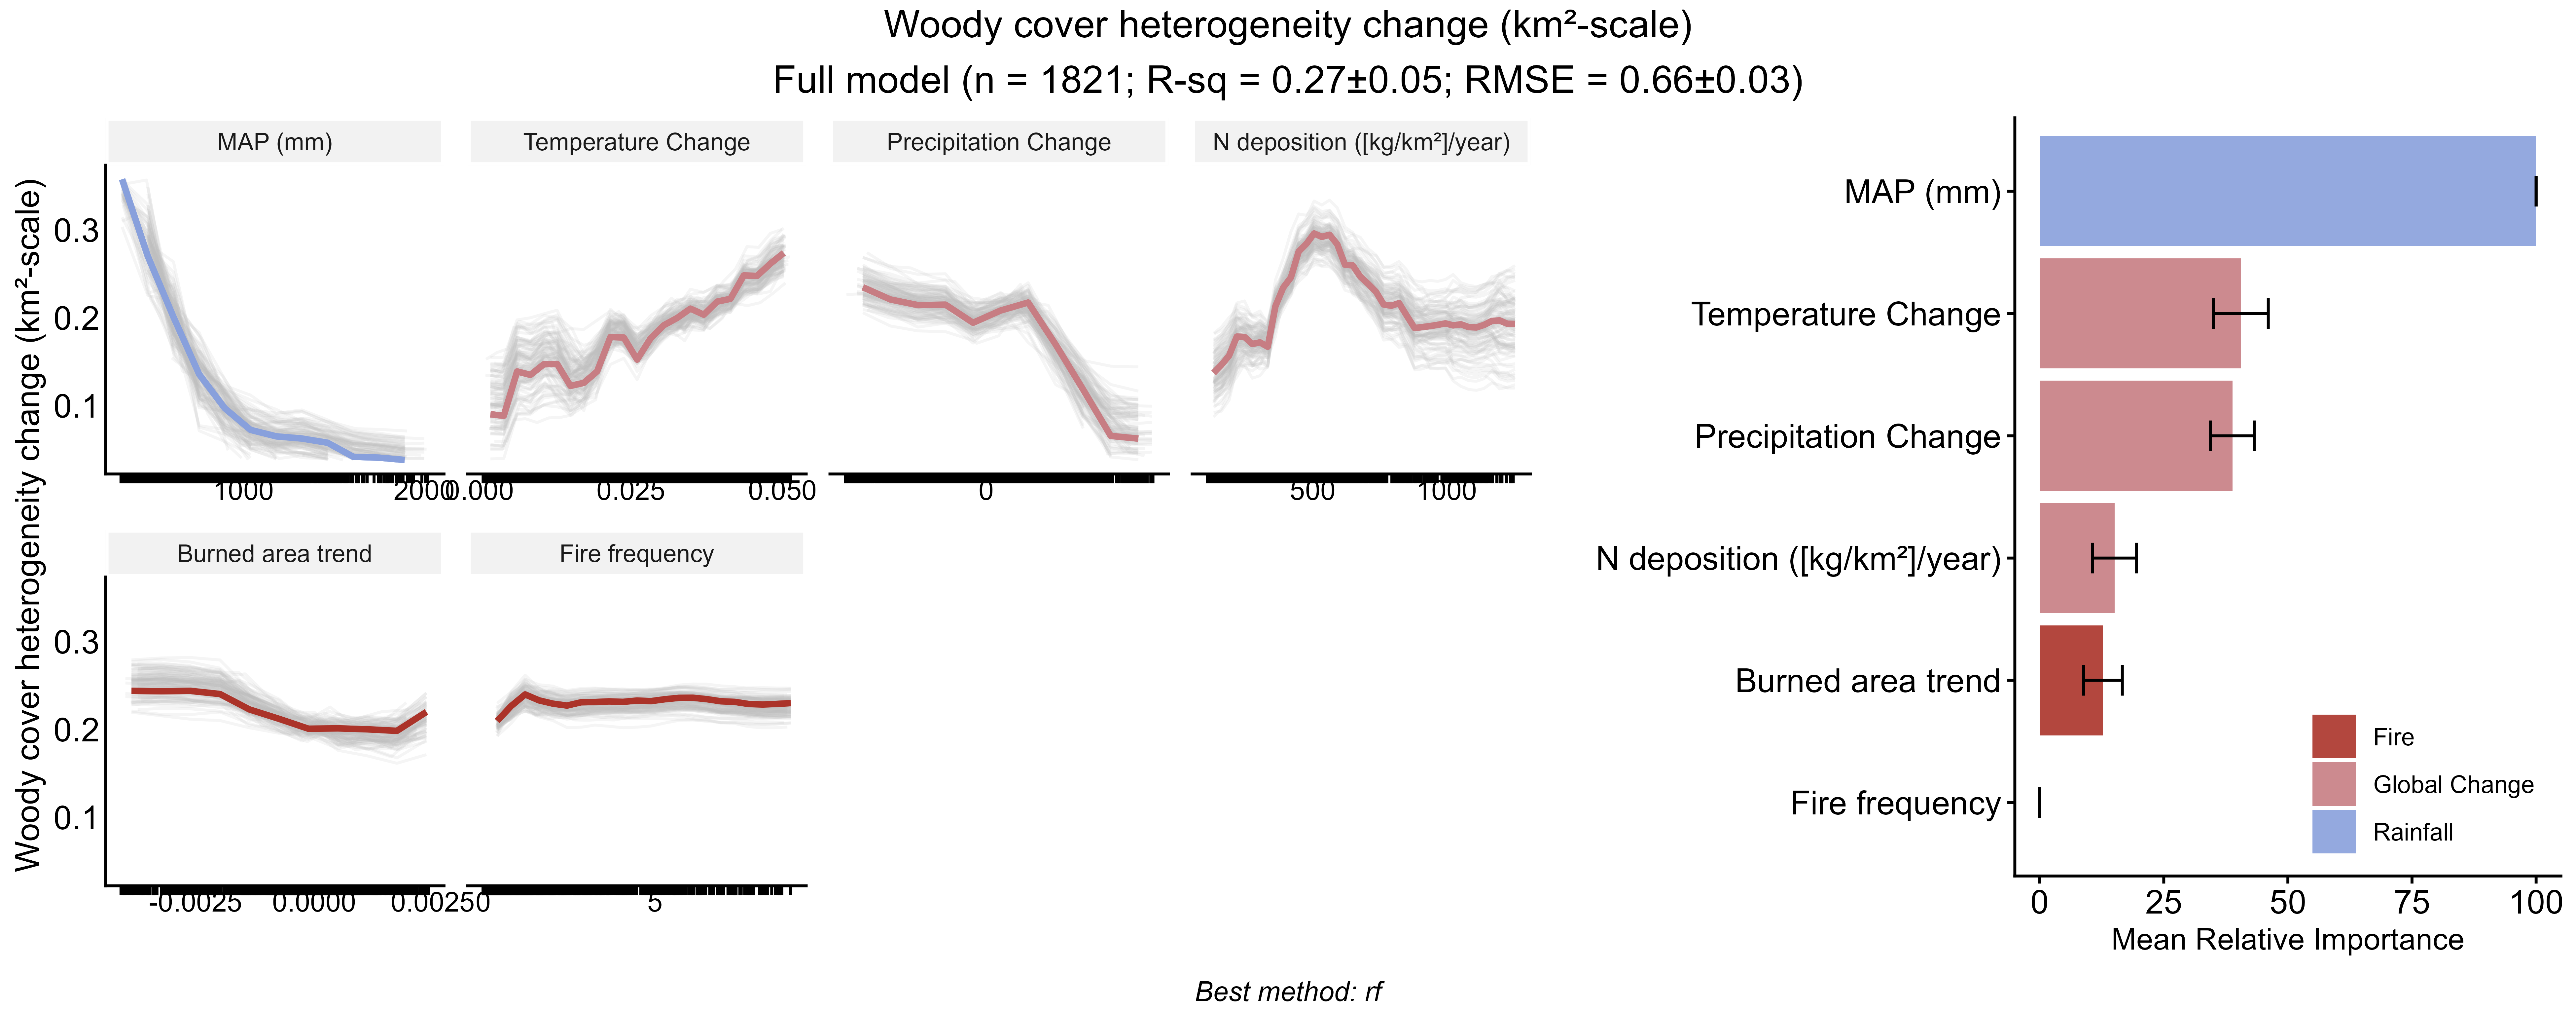 Woody cover heterogeneity change (km²-scale)
Full model (n = 1821; R-sq = 0.27±0.05; RMSE = 0.66±0.03)
Woody cover heterogeneity change (km²-scale)
MAP (mm)
Temperature Change
Precipitation Change
N deposition ([kg/km²]/year)
0.3
0.2
0.1
1000 2000
0.000 0.025 0.050
0
500 1000
Burned area trend
Fire frequency
0.3
0.2
0.1
-0.0025 0.0000 0.0025
0 5
MAP (mm)
Temperature Change
Precipitation Change
N deposition ([kg/km²]/year)
Burned area trend
Fire frequency
Fire
Global Change
Rainfall
0 25 50 75 100
Mean Relative Importance
Best method: rf